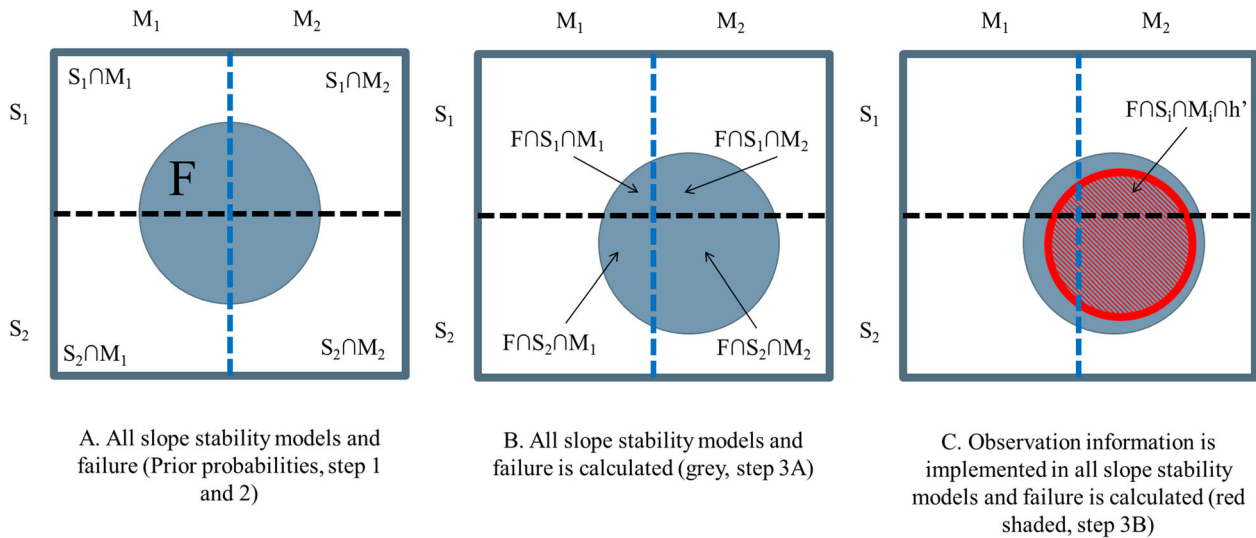 M₁ M₂
S₁∩M₁ S₁∩M₂
S₁
F
S₂
S₂∩M₁ S₂∩M₂
A. All slope stability models and
failure (Prior probabilities, step 1
and 2)
M₁ M₂
S₁
F∩S₁∩M₁ F∩S₁∩M₂
S₂
F∩S₂∩M₁ F∩S₂∩M₂
B. All slope stability models and
failure is calculated (grey, step 3A)
M₁ M₂
S₁
F∩Sᵢ∩Mᵢ∩h’
S₂
C. Observation information is
implemented in all slope stability
models and failure is calculated (red
shaded, step 3B)